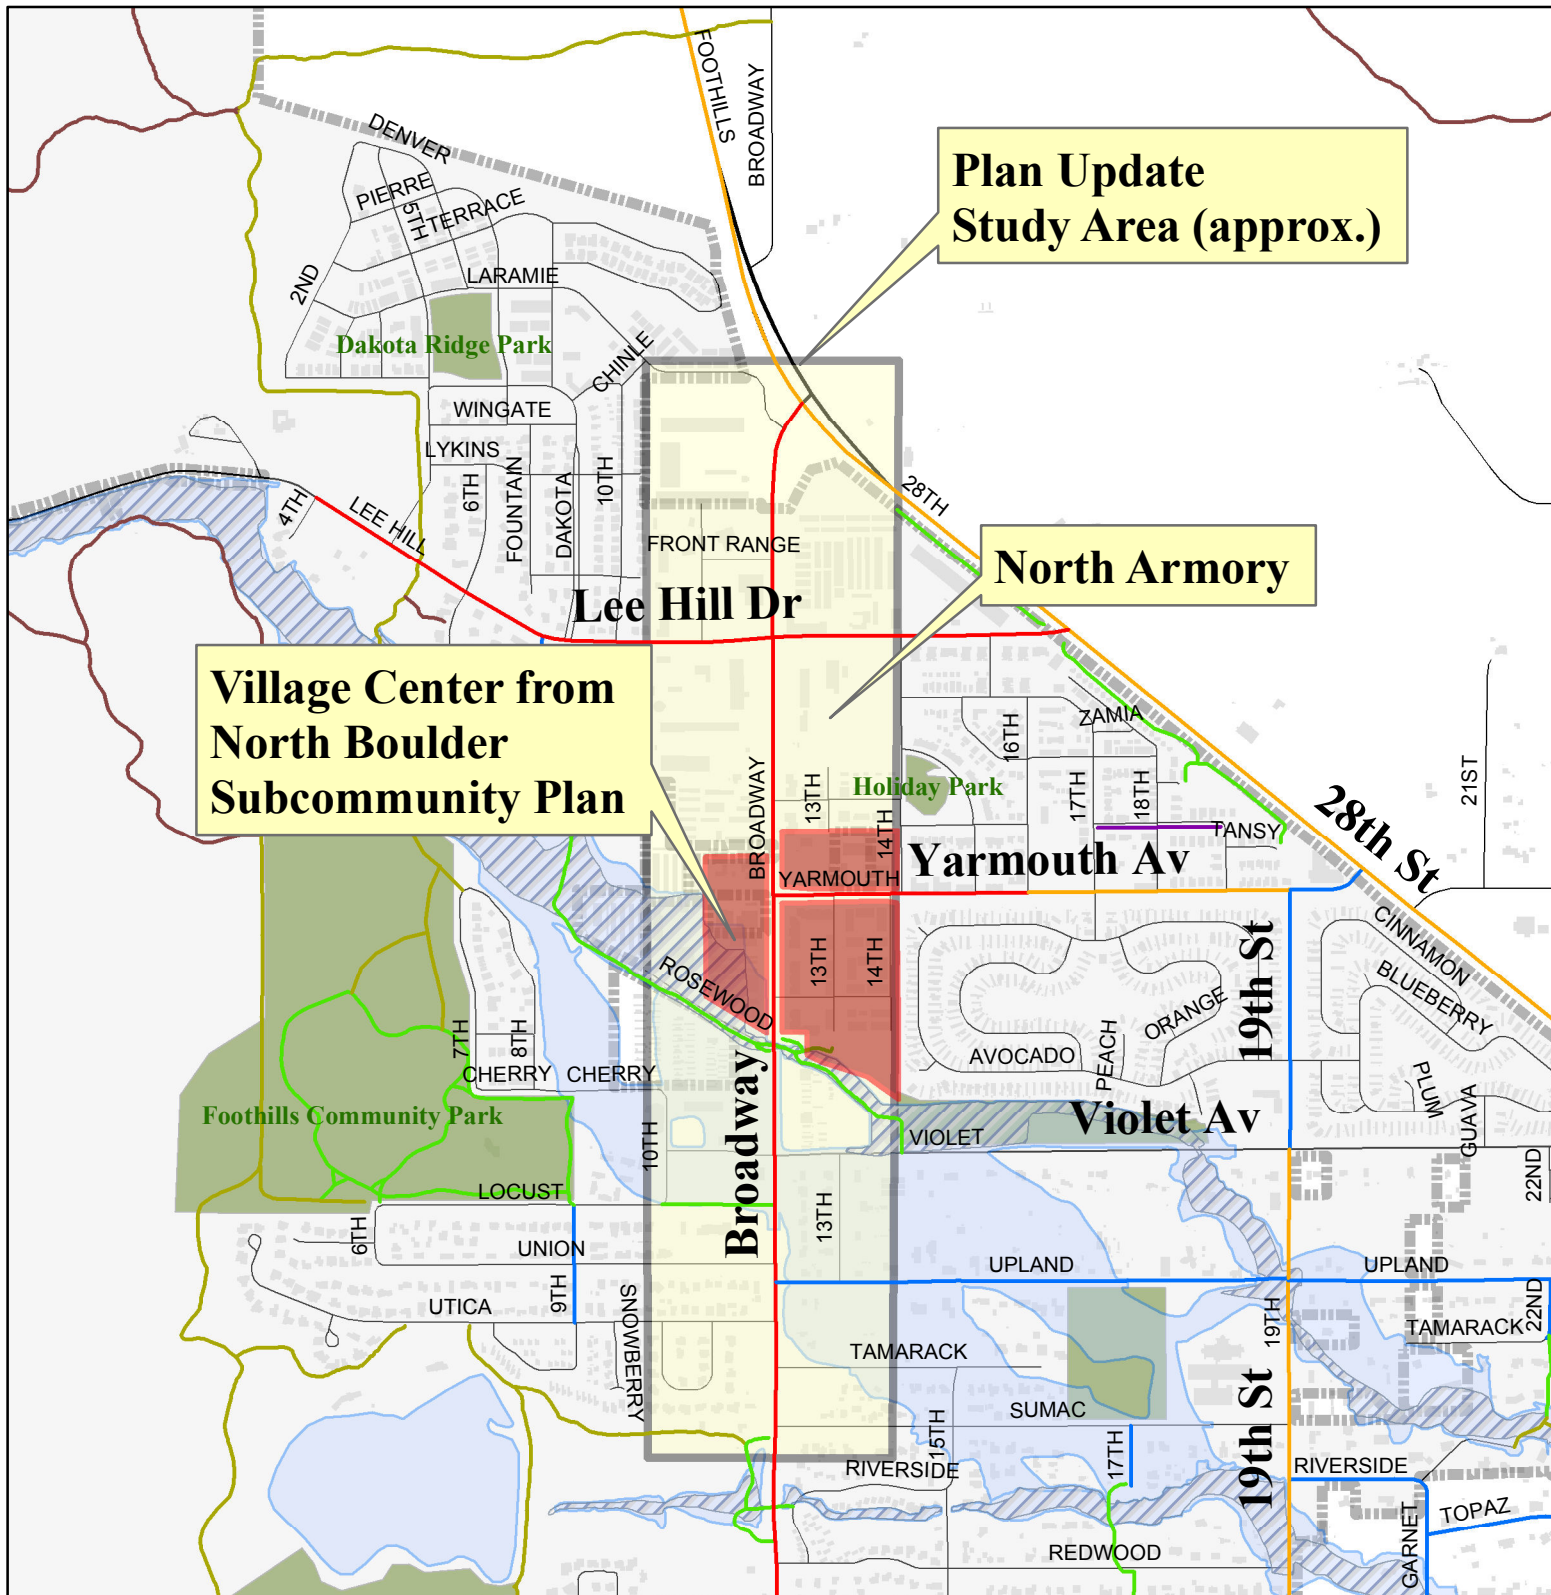 FOOTHILLS
BROADWAY
DENVER
Plan Update
Study Area (approx.)
PIERRE
5TH
TERRACE
2ND
LARAMIE
Dakota Ridge Park
CHINLE
WINGATE
LYKINS
4TH
LEE HILL
6TH
FOUNTAIN
DAKOTA
10TH
28TH
FRONT RANGE
North Armory
Lee Hill Dr
Village Center from
North Boulder
Subcommunity Plan
ZAMIA
16TH
BROADWAY
13TH
Holiday Park
14TH
17TH
18TH
TANSY
21ST
28th St
YARMOUTH
Yarmouth Av
CINNAMON
BLUEBERRY
13TH
14TH
ROSEWOOD
ORANGE
19th St
AVOCADO
PEACH
7TH
8TH
CHERRY
CHERRY
PLUM
GUAVA
Foothills Community Park
Broadway
10TH
VIOLET
Violet Av
22ND
LOCUST
6TH
UNION
13TH
9TH
UTICA
SNOWBERRY
UPLAND
UPLAND
22ND
19TH
TAMARACK
TAMARACK
SUMAC
15TH
17TH
19th St
RIVERSIDE
RIVERSIDE
GARNET
TOPAZ
REDWOOD